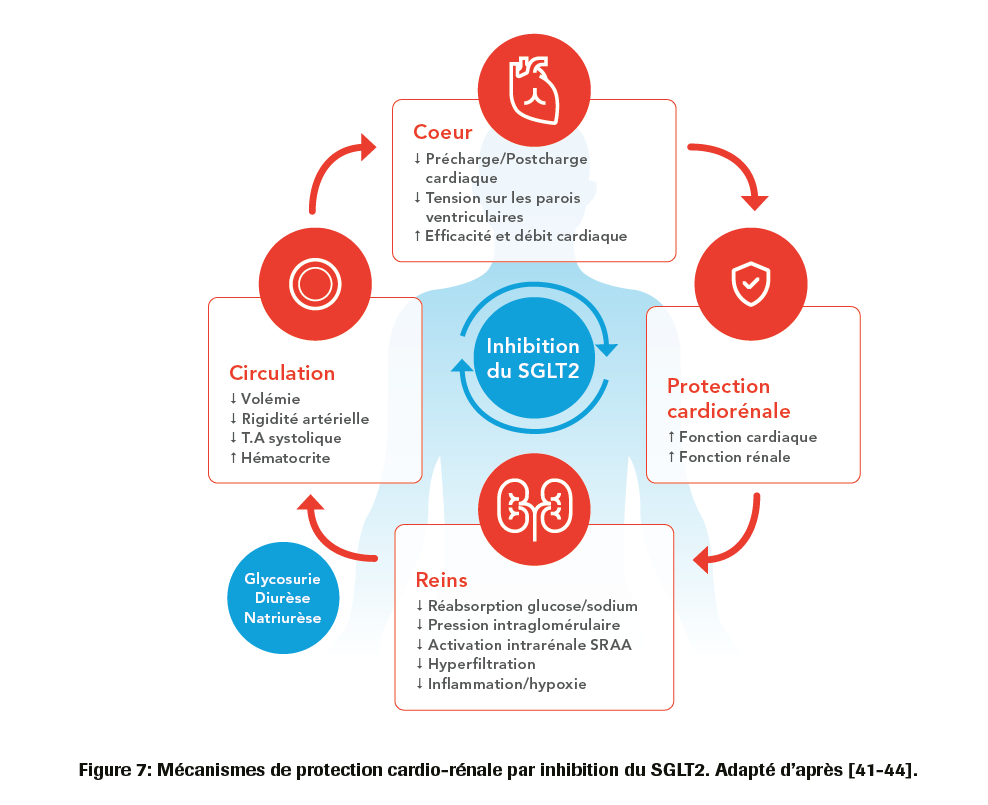 Coeur
↓ Précharge/Postcharge
cardiaque
↓ Tension sur les parois
ventriculaires
↑ Efficacité et débit cardiaque
Circulation
↓ Volémie
↓ Rigidité artérielle
↓ T.A systolique
↑ Hématocrite
Inhibition
du SGLT2
Protection
cardiorénale
↑ Fonction cardiaque
↑ Fonction rénale
Glycosurie
Diurèse
Natriurèse
Reins
↓ Réabsorption glucose/sodium
↓ Pression intraglomérulaire
↓ Activation intrarénale SRAA
↓ Hyperfiltration
↓ Inflammation/hypoxie
Figure 7: Mécanismes de protection cardio-rénale par inhibition du SGLT2. Adapté d’après [41-44].